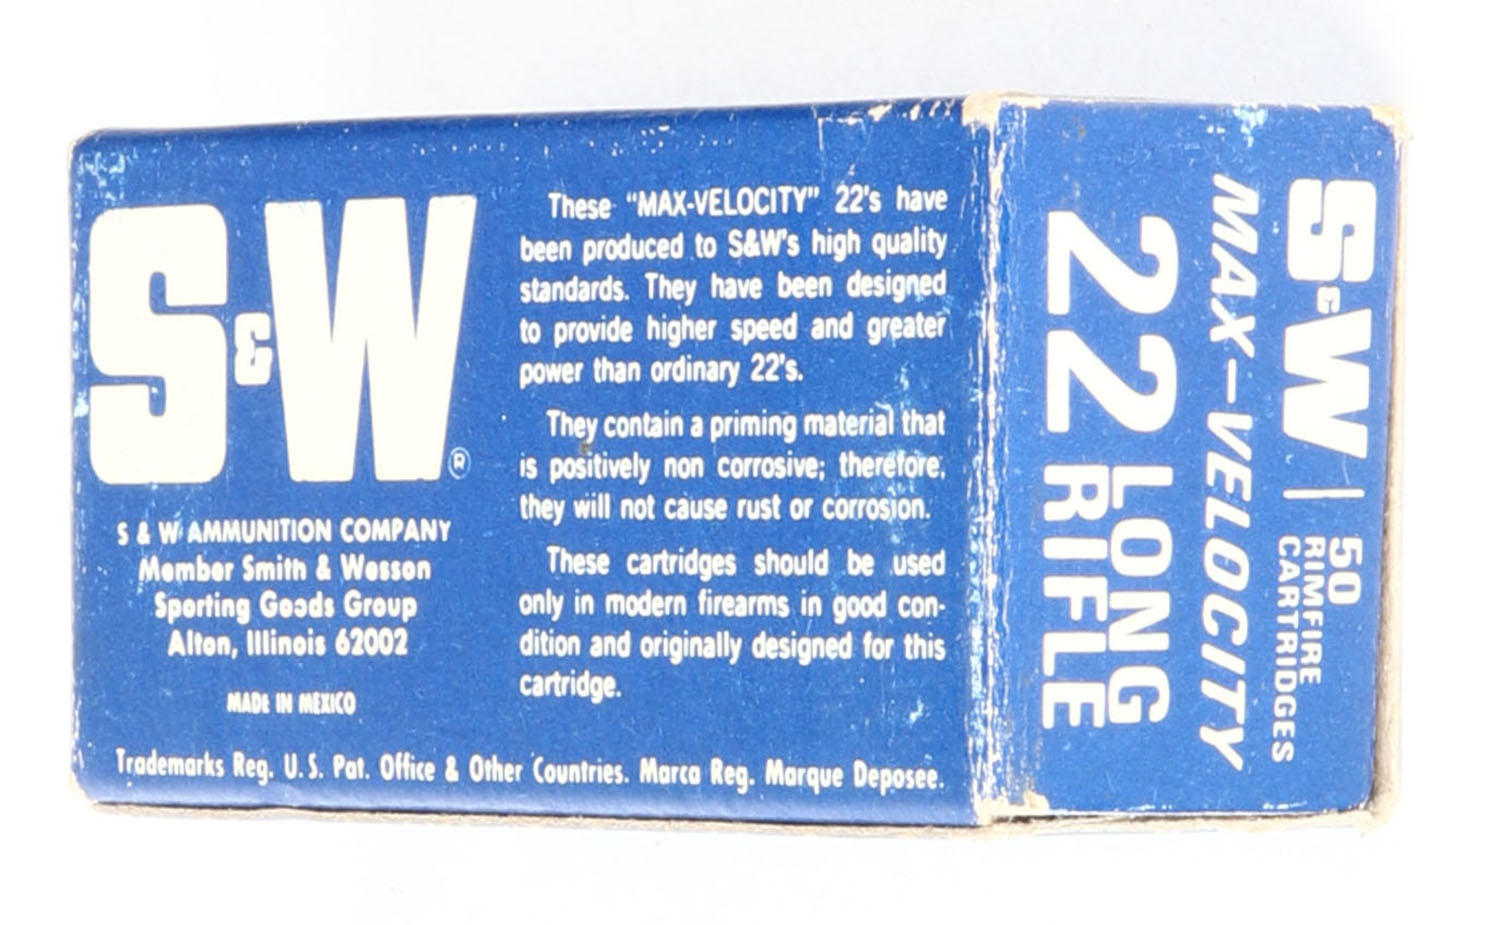 S&W®
S & W AMMUNITION COMPANY
Member Smith & Wesson
Sporting Goods Group
Alton, Illinois 62002
MADE IN MEXICO
These "MAX-VELOCITY" 22's have
been produced to S&W's high quality
standards. They have been designed
to provide higher speed and greater
power than ordinary 22's.
They contain a priming material that
is positively non corrosive; therefore,
they will not cause rust or corrosion.
These cartridges should be used
only in modern firearms in good con-
dition and originally designed for this
cartridge.
Trademarks Reg. U.S. Pat. Office & Other Countries. Marca Reg. Marque Deposee.
S&W | 50
RIMFIRE
CARTRIDGES
MAX-VELOCITY
22 LONG
RIFLE